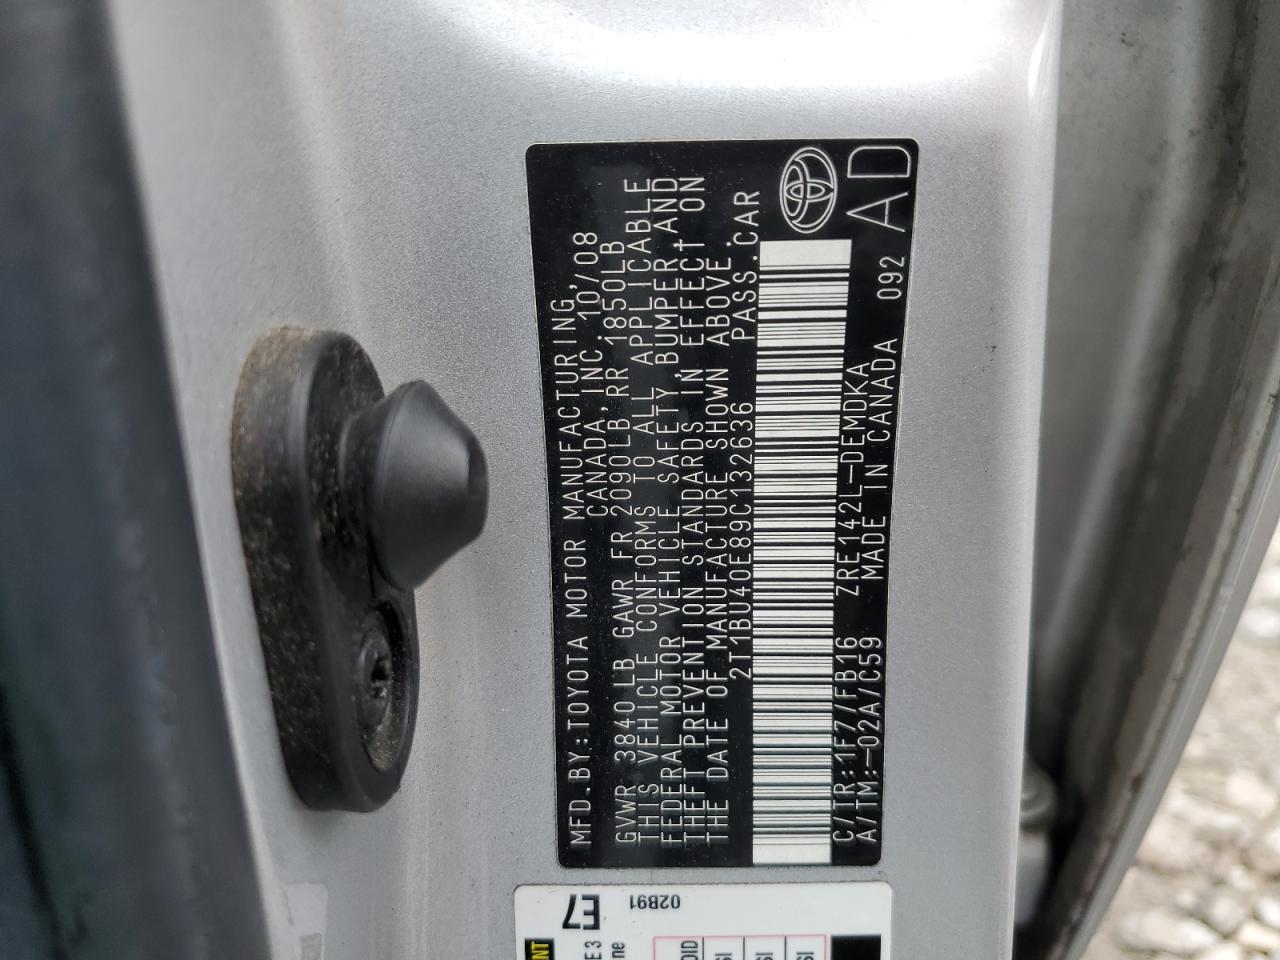 MFD.BY:TOYOTA MOTOR MANUFACTURING,
CANADA, INC. 10/08
GVWR 3840 LB GAWR FR 2090 LB, RR 1850LB
THIS VEHICLE CONFORMS TO ALL APPLICABLE
FEDERAL MOTOR VEHICLE SAFETY, BUMPER, AND
THEFT PREVENTION STANDARDS IN EFFECT ON
THE DATE OF MANUFACTURE SHOWN ABOVE.
2T1BU40E89C132636 PASS.CAR
C/TR:1F7/FB16 ZRE142L-DEMDKA 092
A/TM:-02A/C59 MADE IN CANADA
AD
E7
02B91
E3